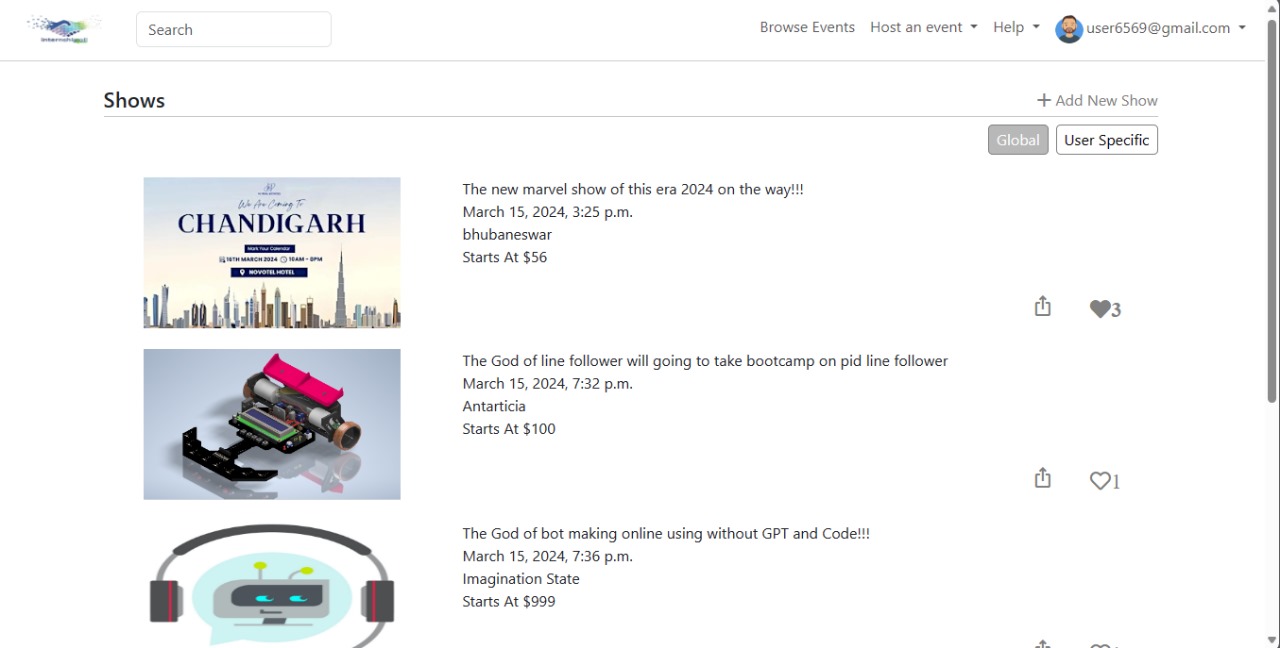 Search
Browse Events
Host an event
Help
user6569@gmail.com
Shows
Add New Show
Global
User Specific
We Are Coming To
CHANDIGARH
Mark Your Calendar
15TH MARCH 2024 10AM - 8PM
NOVOTEL HOTEL
The new marvel show of this era 2024 on the way!!!
March 15, 2024, 3:25 p.m.
bhubaneswar
Starts At $56
3
The God of line follower will going to take bootcamp on pid line follower
March 15, 2024, 7:32 p.m.
Antarticia
Starts At $100
1
The God of bot making online using without GPT and Code!!!
March 15, 2024, 7:36 p.m.
Imagination State
Starts At $999